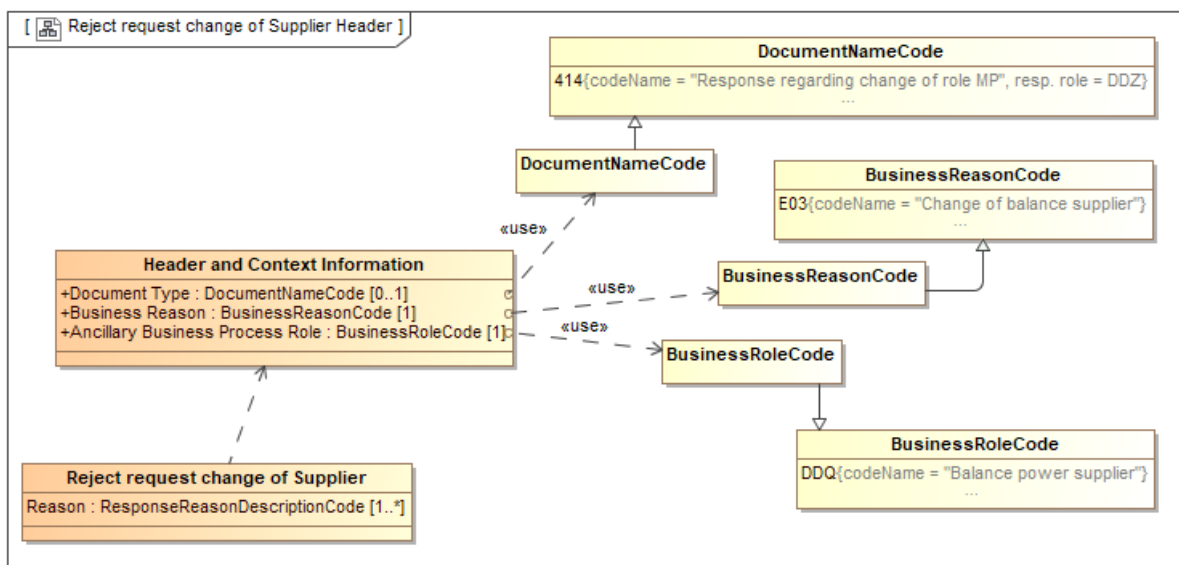 [ Reject request change of Supplier Header ]
DocumentNameCode
414{codeName = "Response regarding change of role MP", resp. role = DDZ}
...
DocumentNameCode
BusinessReasonCode
E03{codeName = "Change of balance supplier"}
...
«use»
Header and Context Information
+Document Type : DocumentNameCode [0..1]
+Business Reason : BusinessReasonCode [1]
+Ancillary Business Process Role : BusinessRoleCode [1]
«use»
BusinessReasonCode
«use»
BusinessRoleCode
BusinessRoleCode
DDQ{codeName = "Balance power supplier"}
...
Reject request change of Supplier
Reason : ResponseReasonDescriptionCode [1..*]